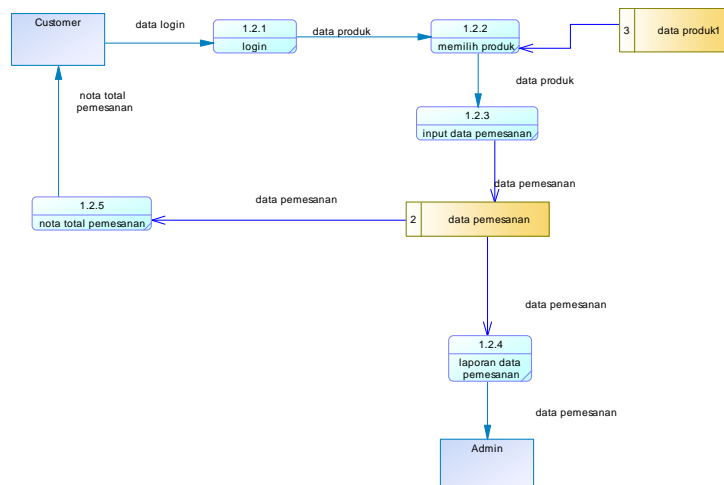 Customer
data login
1.2.1
login
data produk
1.2.2
memilih produk
3
data produk1
data produk
nota total
pemesanan
1.2.3
input data pemesanan
data pemesanan
1.2.5
nota total pemesanan
data pemesanan
2
data pemesanan
data pemesanan
1.2.4
laporan data
pemesanan
data pemesanan
Admin